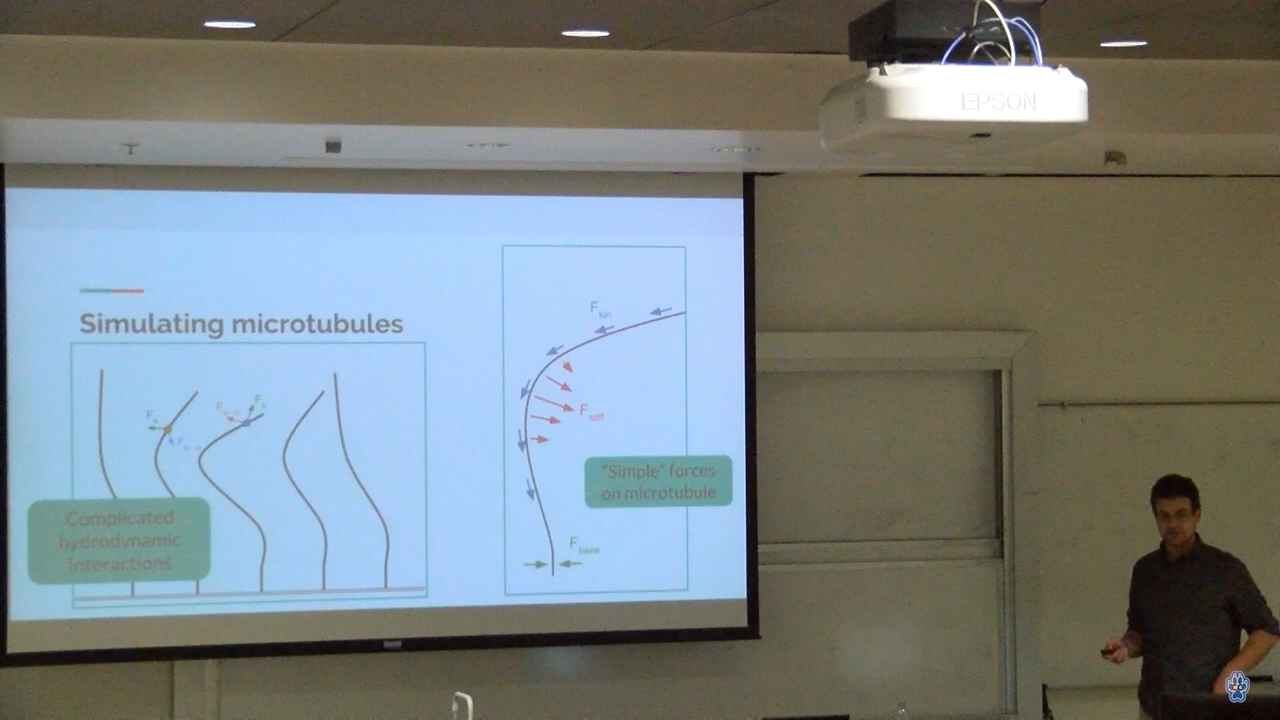 EPSON
Simulating microtubules
Complicated
hydrodynamic
interactions
F kin
F stiff
"Simple" forces
on microtubule
F base